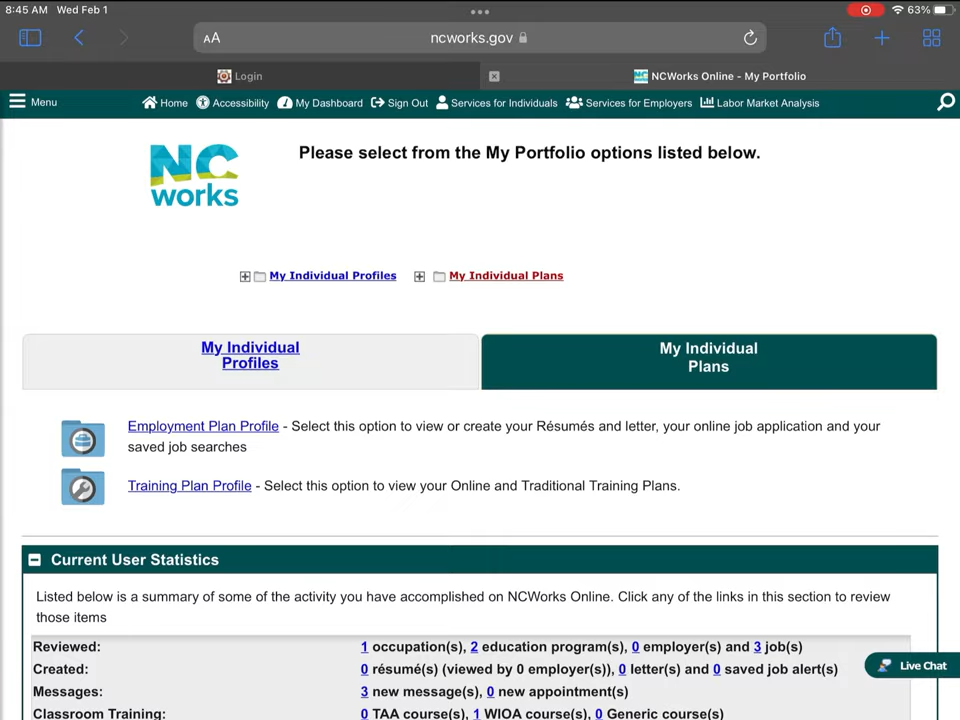 8:45 AM Wed Feb 1
63%
AA
ncworks.gov
Login
NCWorks Online - My Portfolio
Menu
Home
Accessibility
My Dashboard
Sign Out
Services for Individuals
Services for Employers
Labor Market Analysis
NC
works
Please select from the My Portfolio options listed below.
My Individual Profiles
My Individual Plans
My Individual
Profiles
My Individual
Plans
Employment Plan Profile - Select this option to view or create your Résumés and letter, your online job application and your
saved job searches
Training Plan Profile - Select this option to view your Online and Traditional Training Plans.
Current User Statistics
Listed below is a summary of some of the activity you have accomplished on NCWorks Online. Click any of the links in this section to review
those items
Reviewed: 1 occupation(s), 2 education program(s), 0 employer(s) and 3 job(s)
Created: 0 résumé(s) (viewed by 0 employer(s)), 0 letter(s) and 0 saved job alert(s)
Live Chat
Messages: 3 new message(s), 0 new appointment(s)
Classroom Training: 0 TAA course(s), 1 WIOA course(s), 0 Generic course(s)